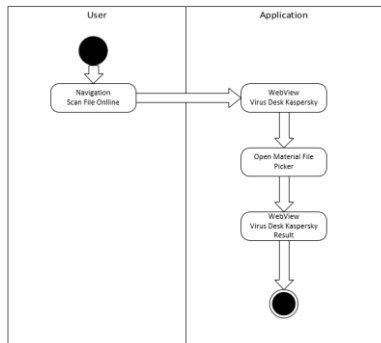 User
Application
Navigation
Scan File Onlline
WebView
Virus Desk Kaspersky
Open Material File
Picker
WebView
Virus Desk Kaspersky
Result